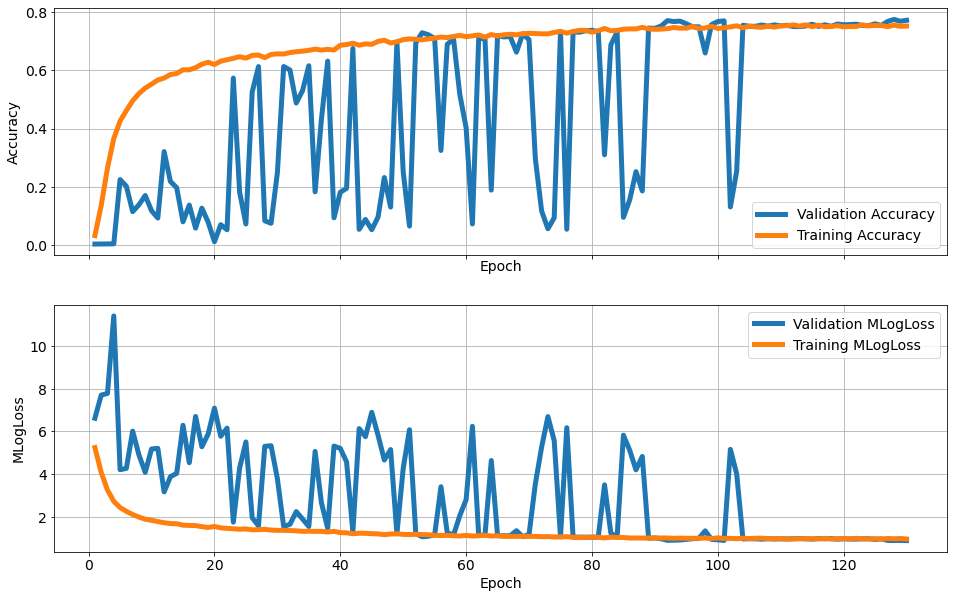 0.8
0.6
0.4
0.2
0.0
Accuracy
Validation Accuracy
Training Accuracy
Epoch
10
8
6
4
2
MLogLoss
Validation MLogLoss
Training MLogLoss
0 20 40 60 80 100 120
Epoch